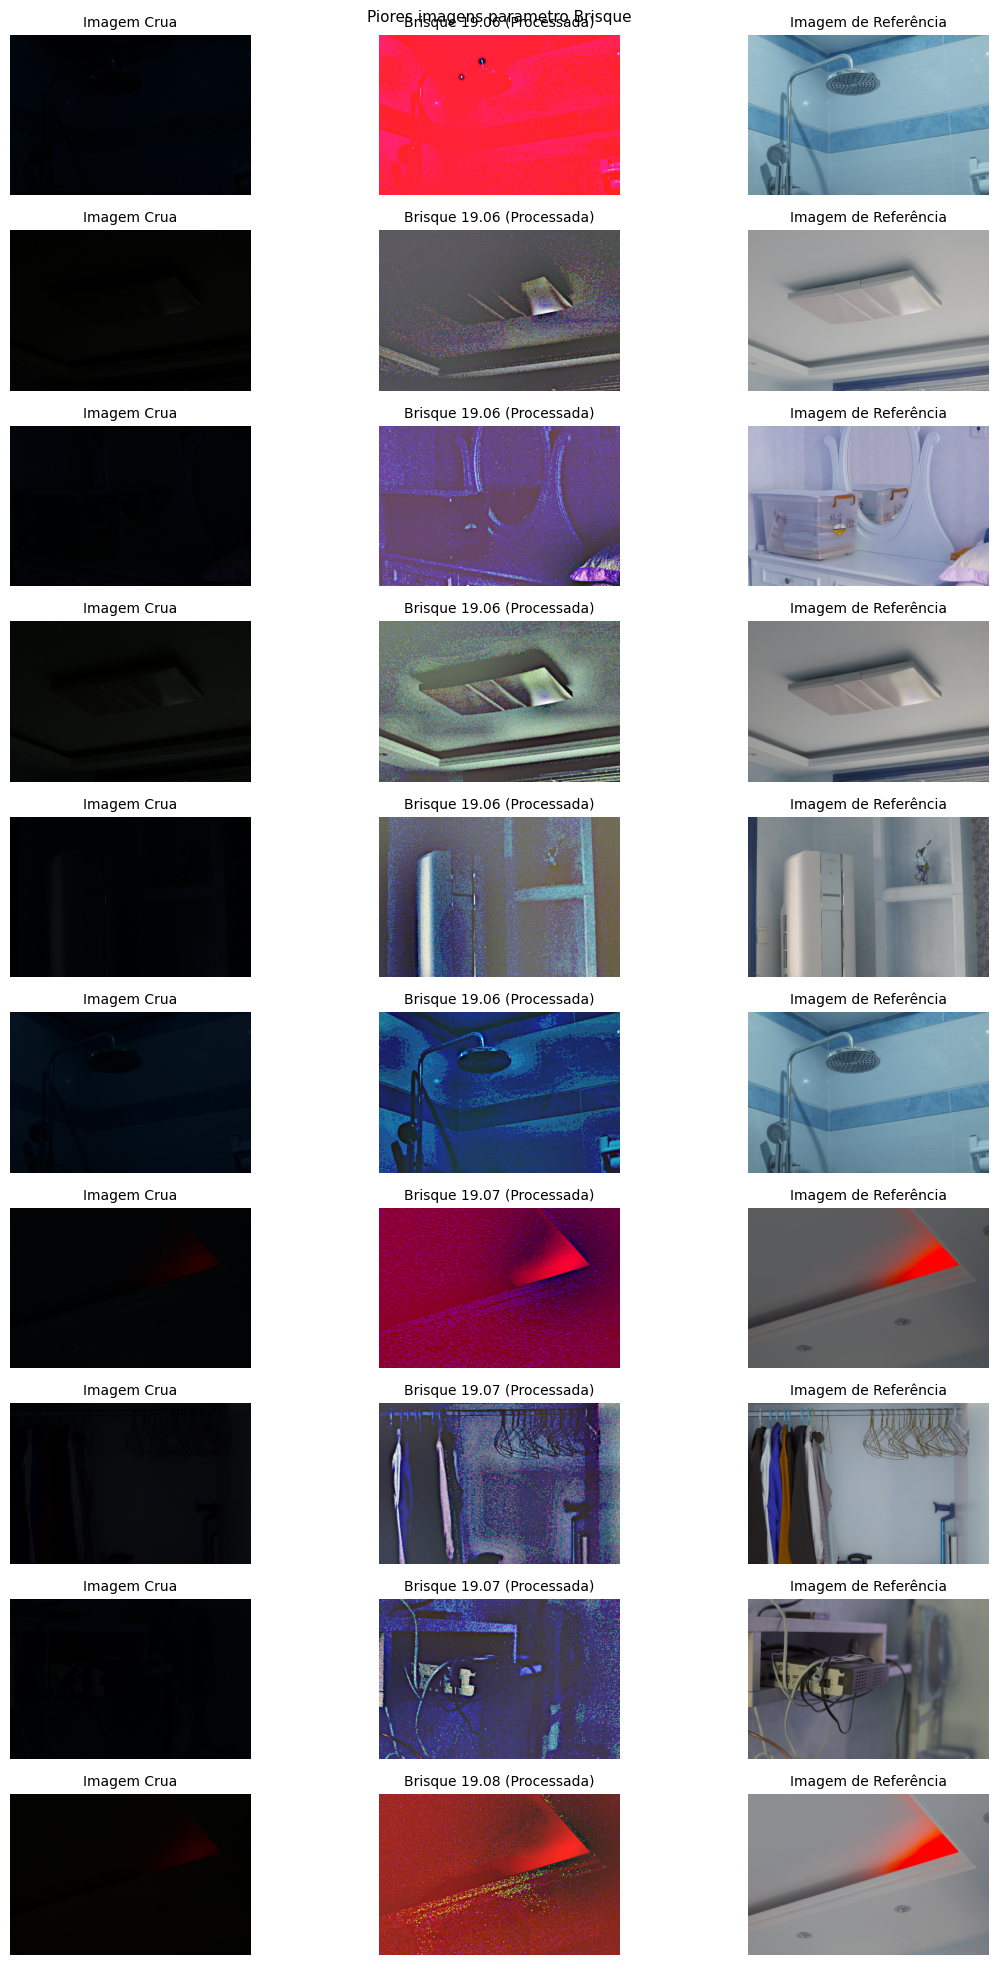 Piores imagens parametro Brisque
Imagem Crua
Brisque 19.06 (Processada)
Imagem de Referência
Imagem Crua
Brisque 19.06 (Processada)
Imagem de Referência
Imagem Crua
Brisque 19.06 (Processada)
Imagem de Referência
Imagem Crua
Brisque 19.06 (Processada)
Imagem de Referência
Imagem Crua
Brisque 19.06 (Processada)
Imagem de Referência
Imagem Crua
Brisque 19.06 (Processada)
Imagem de Referência
Imagem Crua
Brisque 19.07 (Processada)
Imagem de Referência
Imagem Crua
Brisque 19.07 (Processada)
Imagem de Referência
Imagem Crua
Brisque 19.07 (Processada)
Imagem de Referência
Imagem Crua
Brisque 19.08 (Processada)
Imagem de Referência